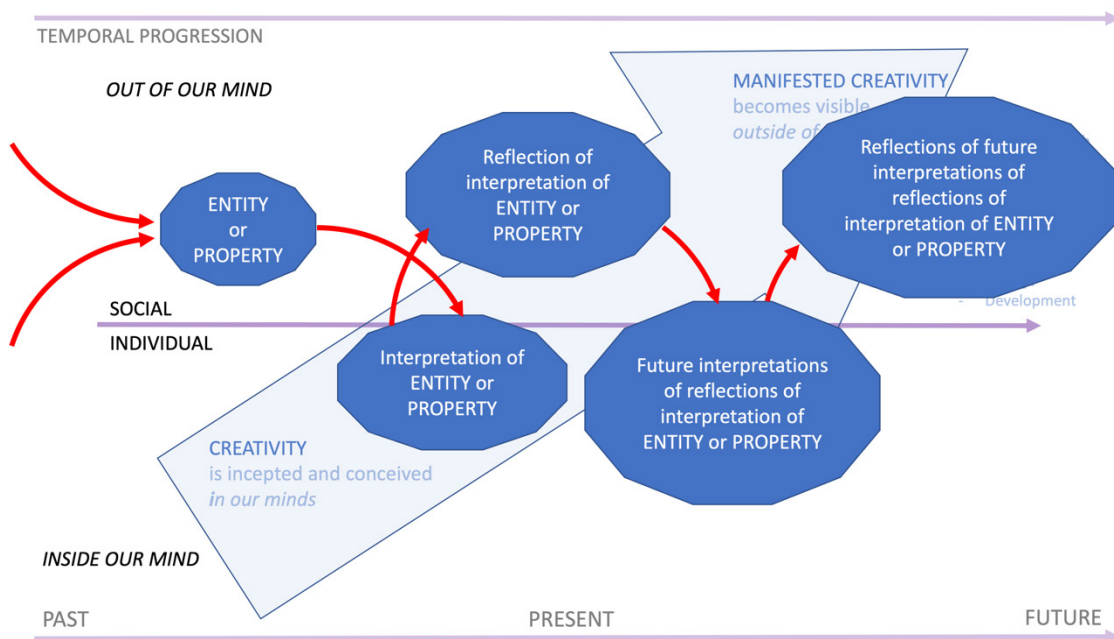 TEMPORAL PROGRESSION
OUT OF OUR MIND
MANIFESTED CREATIVITY
becomes visible
outside of
Reflection of
interpretation of
ENTITY or
PROPERTY
Reflections of future
interpretations of
reflections of
interpretation of ENTITY
or PROPERTY
ENTITY
or
PROPERTY
- Development
SOCIAL
INDIVIDUAL
Interpretation of
ENTITY or
PROPERTY
Future interpretations
of reflections of
interpretation of
ENTITY or PROPERTY
CREATIVITY
is incepted and conceived
in our minds
INSIDE OUR MIND
PAST
PRESENT
FUTURE